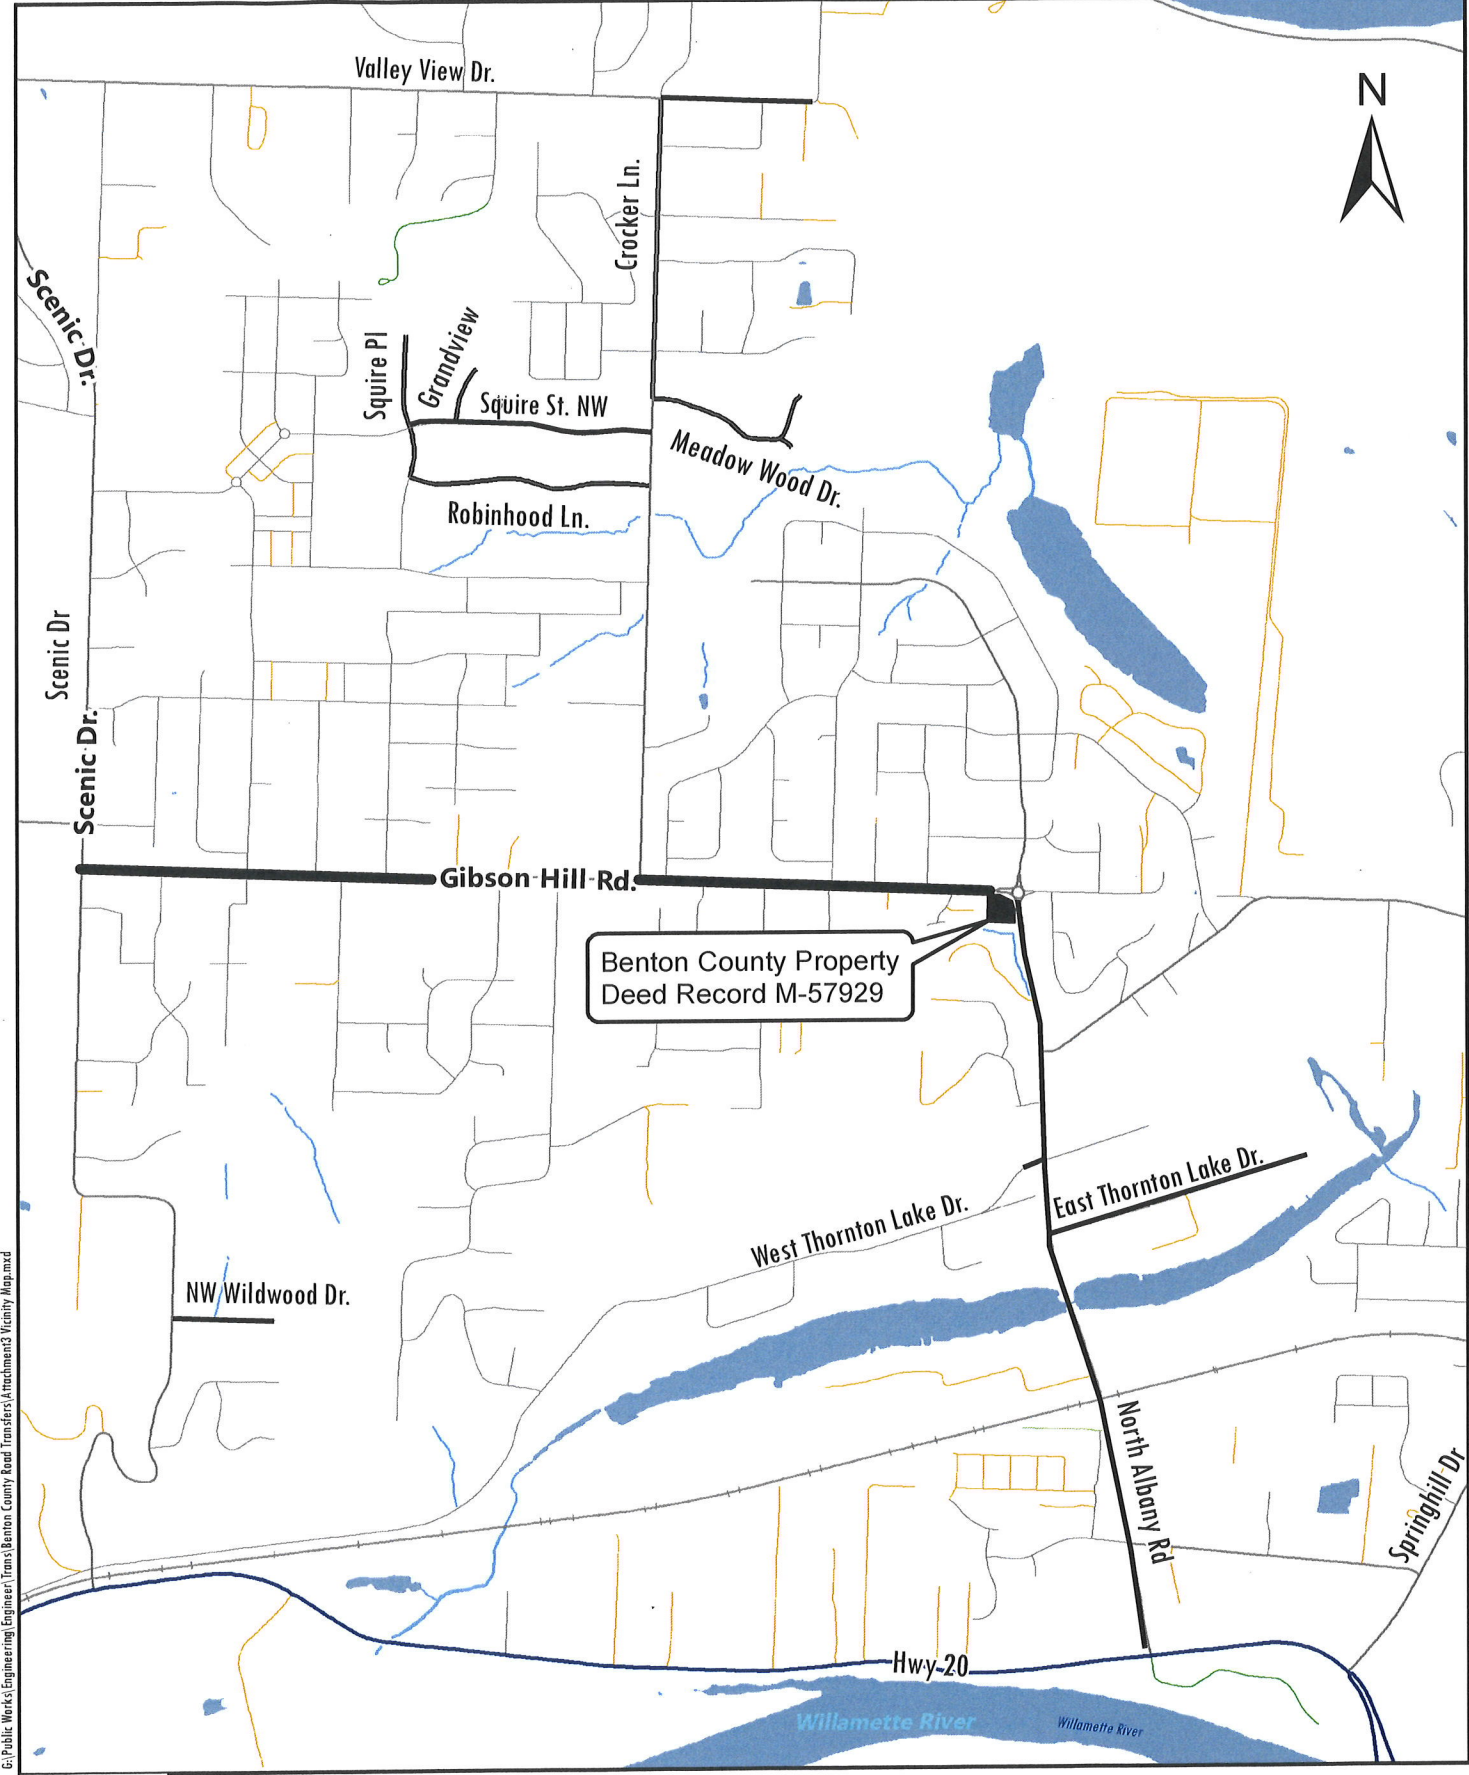 Valley View Dr.
N
Crocker Ln.
Scenic Dr.
Squire Pl
Grandview
Squire St. NW
Meadow Wood Dr.
Robinhood Ln.
Scenic Dr
Scenic Dr.
Gibson Hill Rd.
Benton County Property
Deed Record M-57929
East Thornton Lake Dr.
West Thornton Lake Dr.
NW Wildwood Dr.
North Albany Rd
Springhill Dr
Hwy 20
Willamette River
Willamette River
G:\Public Works\Engineering\Engineer\Trans\Benton County Road Transfers\Attachment3 Vicinity Map.mxd